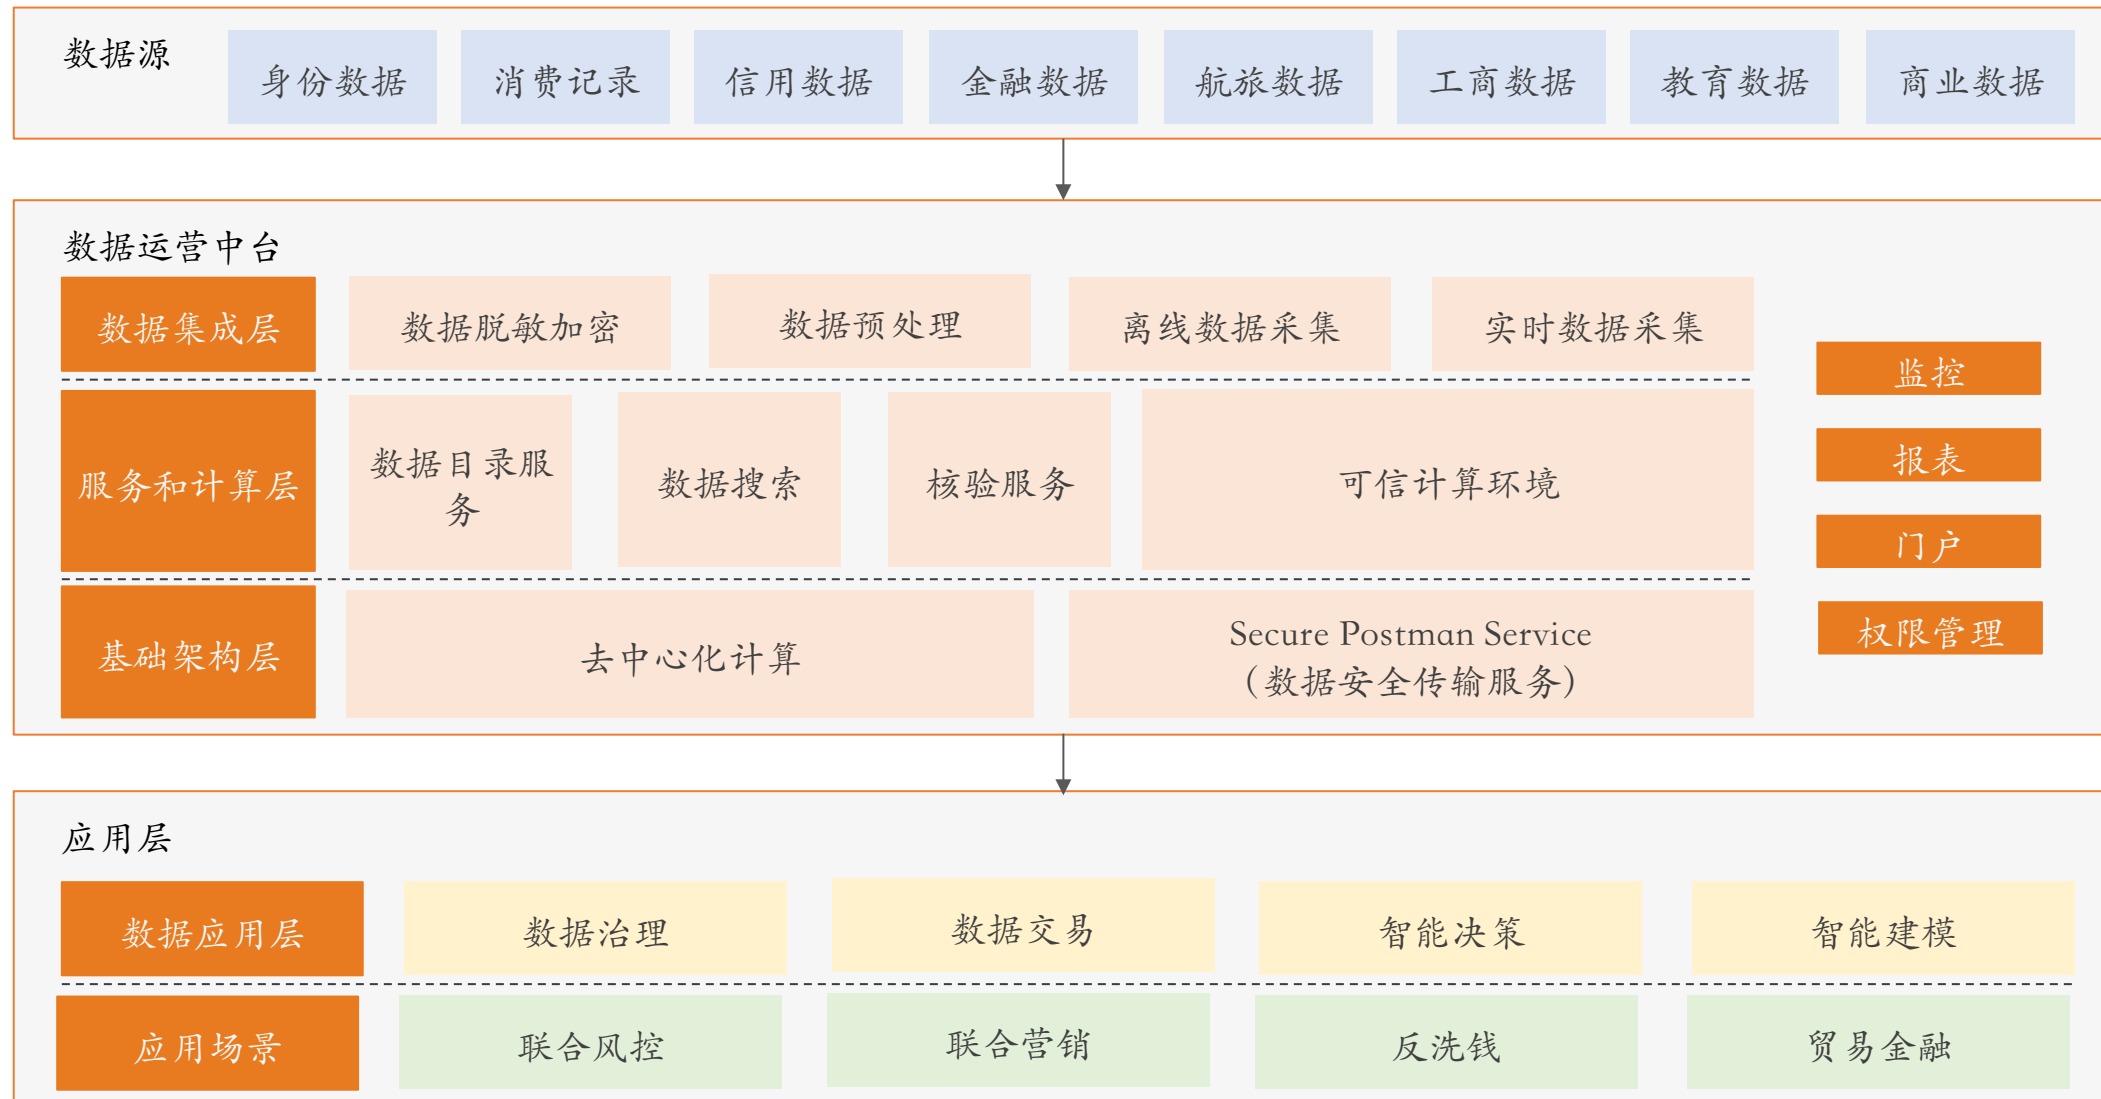 数据源
身份数据
消费记录
信用数据
金融数据
航旅数据
工商数据
教育数据
商业数据
数据运营中台
数据集成层
数据脱敏加密
数据预处理
离线数据采集
实时数据采集
服务和计算层
数据目录服
务
数据搜索
核验服务
可信计算环境
基础架构层
去中心化计算
Secure Postman Service
（数据安全传输服务）
监控
报表
门户
权限管理
应用层
数据应用层
数据治理
数据交易
智能决策
智能建模
应用场景
联合风控
联合营销
反洗钱
贸易金融